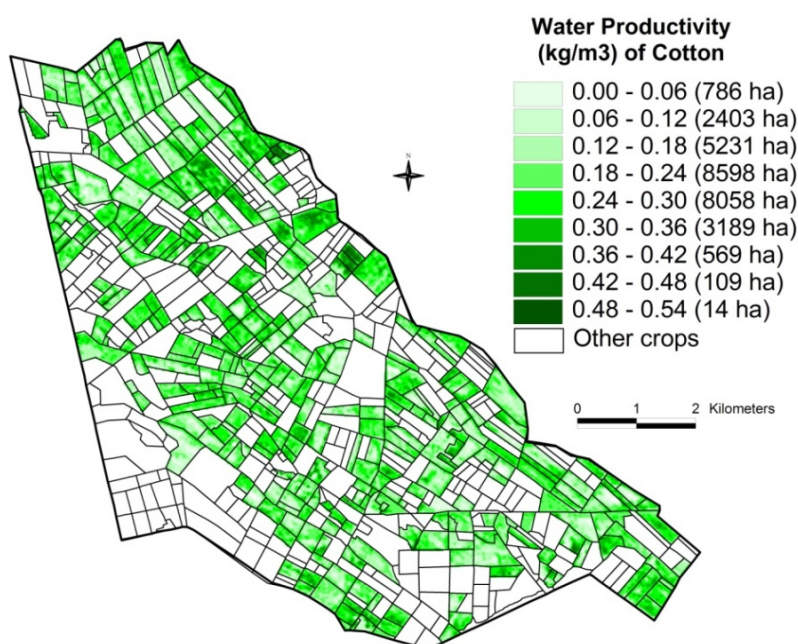 Water Productivity
(kg/m3) of Cotton
0.00 - 0.06 (786 ha)
0.06 - 0.12 (2403 ha)
0.12 - 0.18 (5231 ha)
0.18 - 0.24 (8598 ha)
0.24 - 0.30 (8058 ha)
0.30 - 0.36 (3189 ha)
0.36 - 0.42 (569 ha)
0.42 - 0.48 (109 ha)
0.48 - 0.54 (14 ha)
Other crops
N
0 1 2 Kilometers